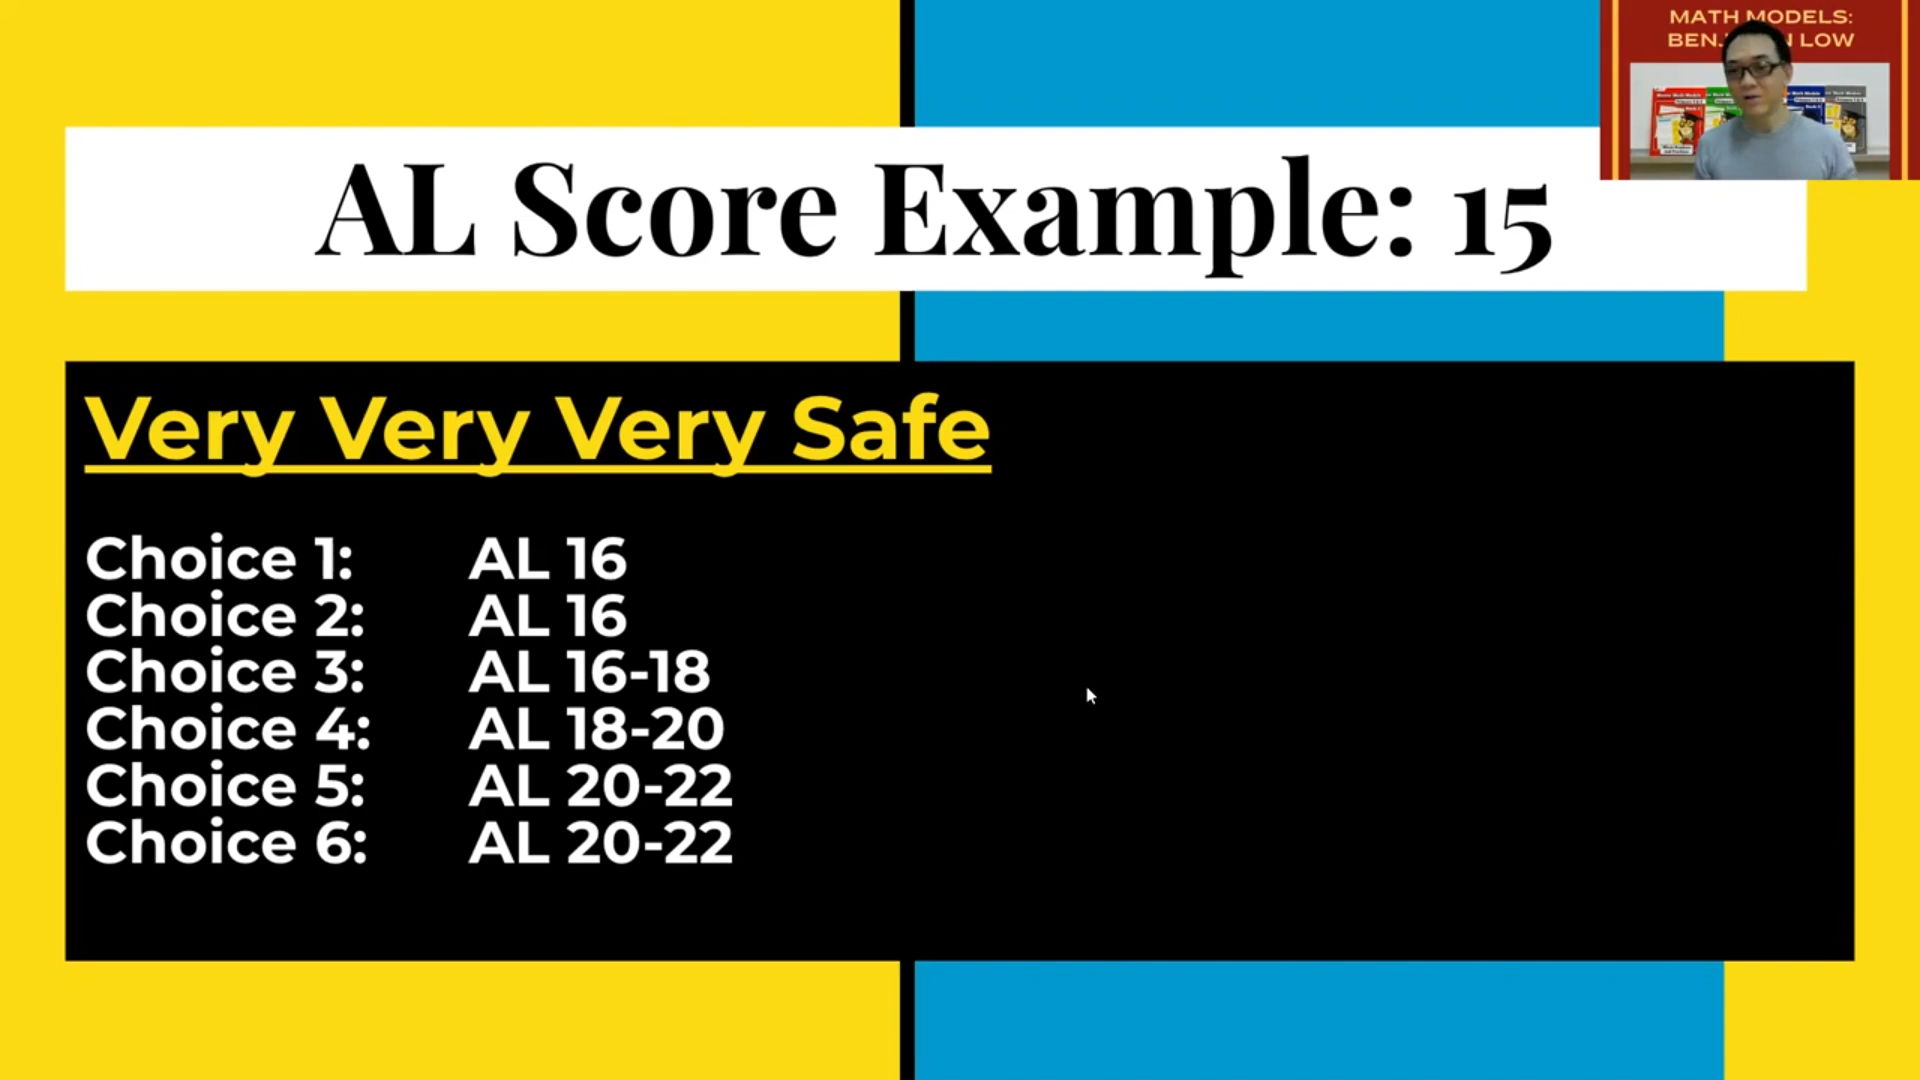 MATH MODELS:
BEN LOW
AL Score Example: 15
Very Very Very Safe
Choice 1: AL 16
Choice 2: AL 16
Choice 3: AL 16-18
Choice 4: AL 18-20
Choice 5: AL 20-22
Choice 6: AL 20-22